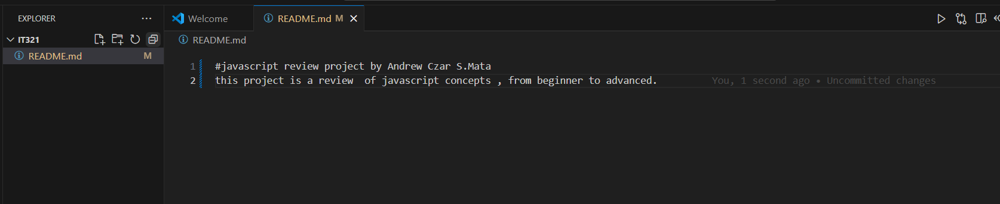 EXPLORER ...
Welcome
README.md M
IT321
README.md
README.md M
1 #javascript review project by Andrew Czar S.Mata
2 this project is a review  of javascript concepts , from beginner to advanced. You, 1 second ago • Uncommitted changes